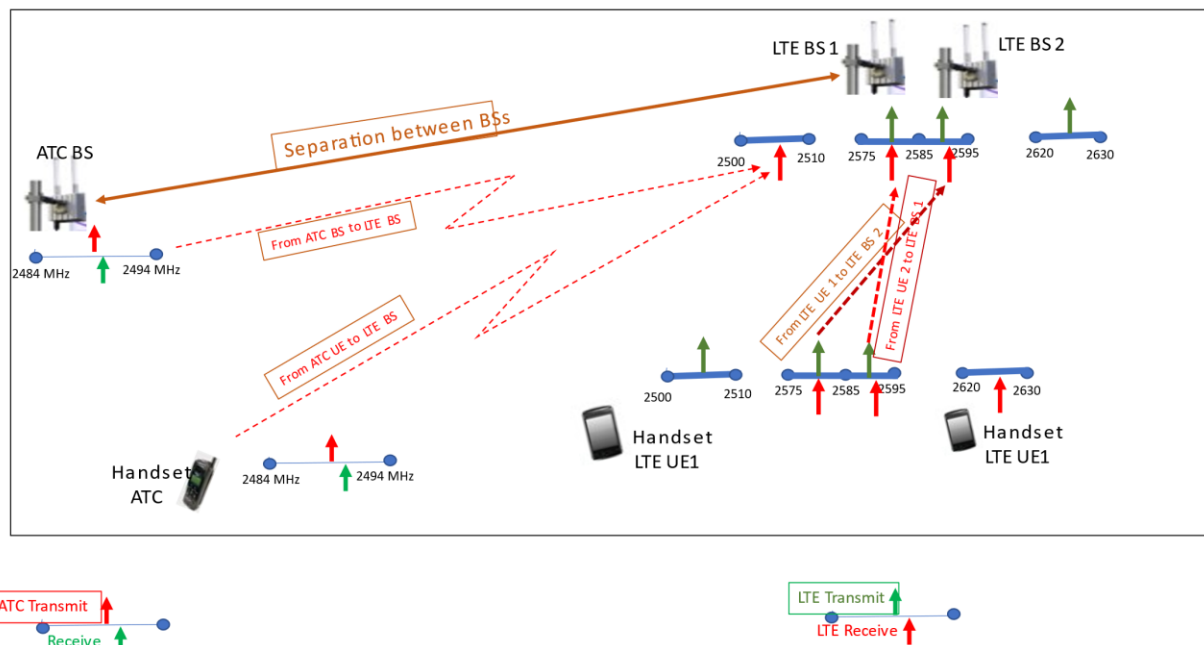 LTE BS 1
LTE BS 2
Separation between BSs
ATC BS
2500
2510
2575
2585
2595
2620
2630
From ATC BS to LTE BS
2484 MHz
2494 MHz
From LTE UE 1 to LTE BS 2
From LTE UE 2 to LTE BS 1
From ATC UE to LTE BS
2500
2510
2575
2585
2595
2620
2630
Handset
LTE UE1
Handset
LTE UE1
Handset
ATC
2484 MHz
2494 MHz
ATC Transmit
Receive
LTE Transmit
LTE Receive